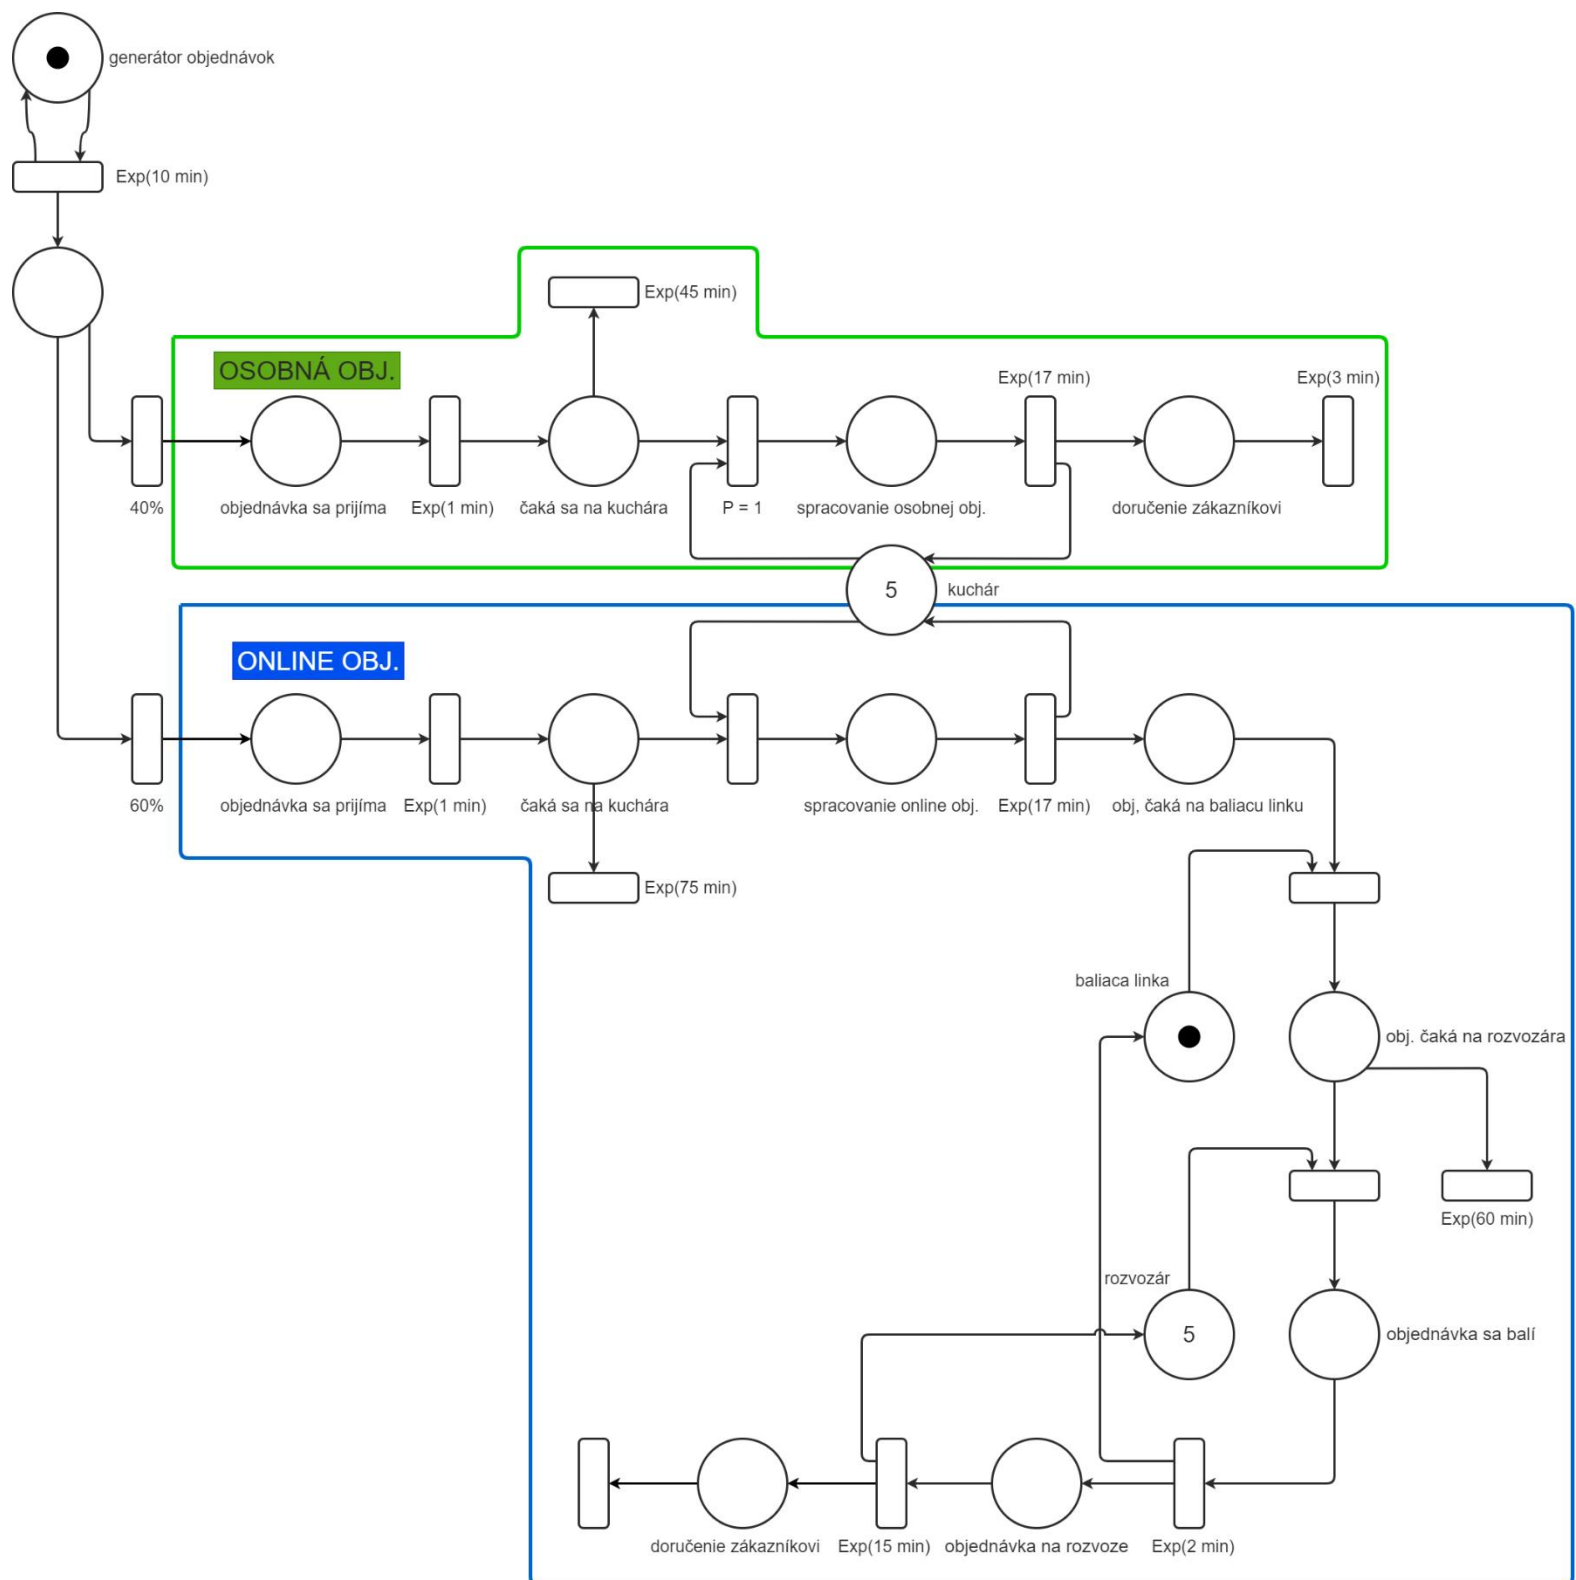 generátor objednávok
Exp(10 min)
Exp(45 min)
OSOBNÁ OBJ.
Exp(17 min)
Exp(3 min)
40%
objednávka sa prijíma
Exp(1 min)
čaká sa na kuchára
P = 1
spracovanie osobnej obj.
doručenie zákazníkovi
5
kuchár
ONLINE OBJ.
60%
objednávka sa prijíma
Exp(1 min)
čaká sa na kuchára
spracovanie online obj.
Exp(17 min)
obj, čaká na baliacu linku
Exp(75 min)
baliaca linka
obj. čaká na rozvozára
Exp(60 min)
rozvozár
5
objednávka sa balí
doručenie zákazníkovi
Exp(15 min)
objednávka na rozvoze
Exp(2 min)